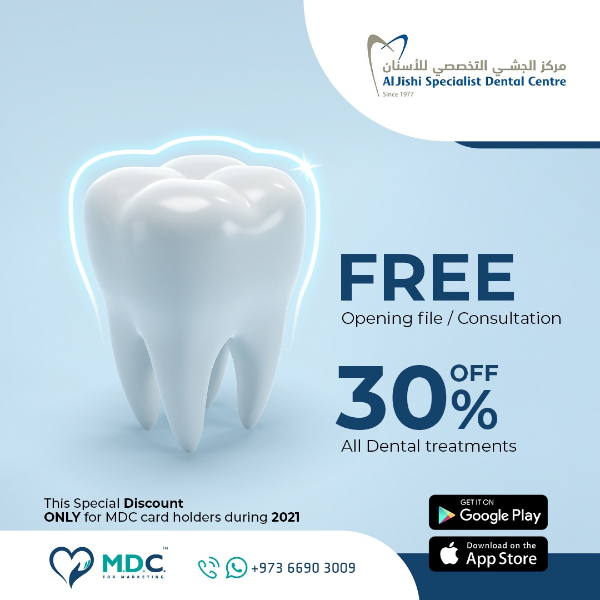 مركز الجشي التخصصي للأسنان
AlJishi Specialist Dental Centre
Since 1977
FREE
Opening file / Consultation
30% OFF
All Dental treatments
This Special Discount
ONLY for MDC card holders during 2021
M.D.C.™
FOR MARKETING
+973 6690 3009
GET IT ON
Google Play
Download on the
App Store